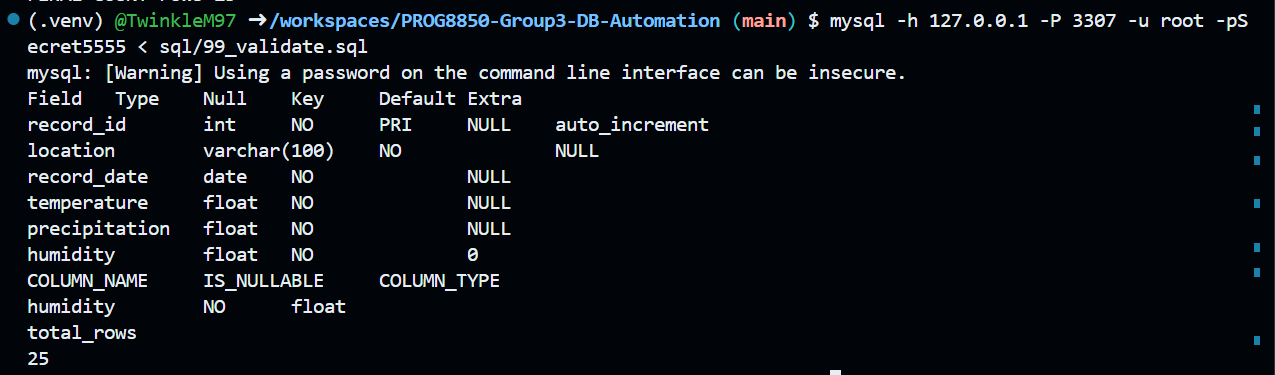 (.venv) @TwinkleM97 ➜/workspaces/PROG8850-Group3-DB-Automation (main) $ mysql -h 127.0.0.1 -P 3307 -u root -pS
ecret5555 < sql/99_validate.sql
mysql: [Warning] Using a password on the command line interface can be insecure.
Field Type Null Key Default Extra
record_id int NO PRI NULL auto_increment
location varchar(100) NO NULL
record_date date NO NULL
temperature float NO NULL
precipitation float NO NULL
humidity float NO 0
COLUMN_NAME IS_NULLABLE COLUMN_TYPE
humidity NO float
total_rows
25